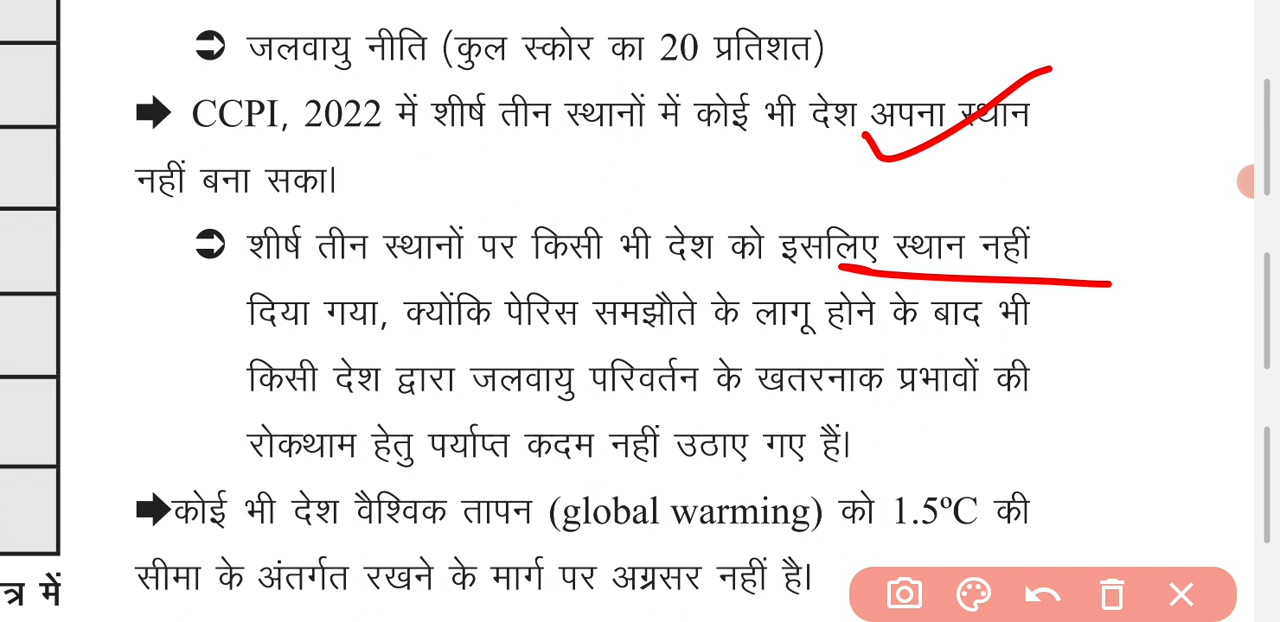 ➲ जलवायु नीति (कुल स्कोर का 20 प्रतिशत)
➡ CCPI, 2022 में शीर्ष तीन स्थानों में कोई भी देश अपना स्थान
नहीं बना सका।
➲ शीर्ष तीन स्थानों पर किसी भी देश को इसलिए स्थान नहीं
दिया गया, क्योंकि पेरिस समझौते के लागू होने के बाद भी
किसी देश द्वारा जलवायु परिवर्तन के खतरनाक प्रभावों की
रोकथाम हेतु पर्याप्त कदम नहीं उठाए गए हैं।
➡कोई भी देश वैश्विक तापन (global warming) को 1.5ºC की
सीमा के अंतर्गत रखने के मार्ग पर अग्रसर नहीं है।
त्र में